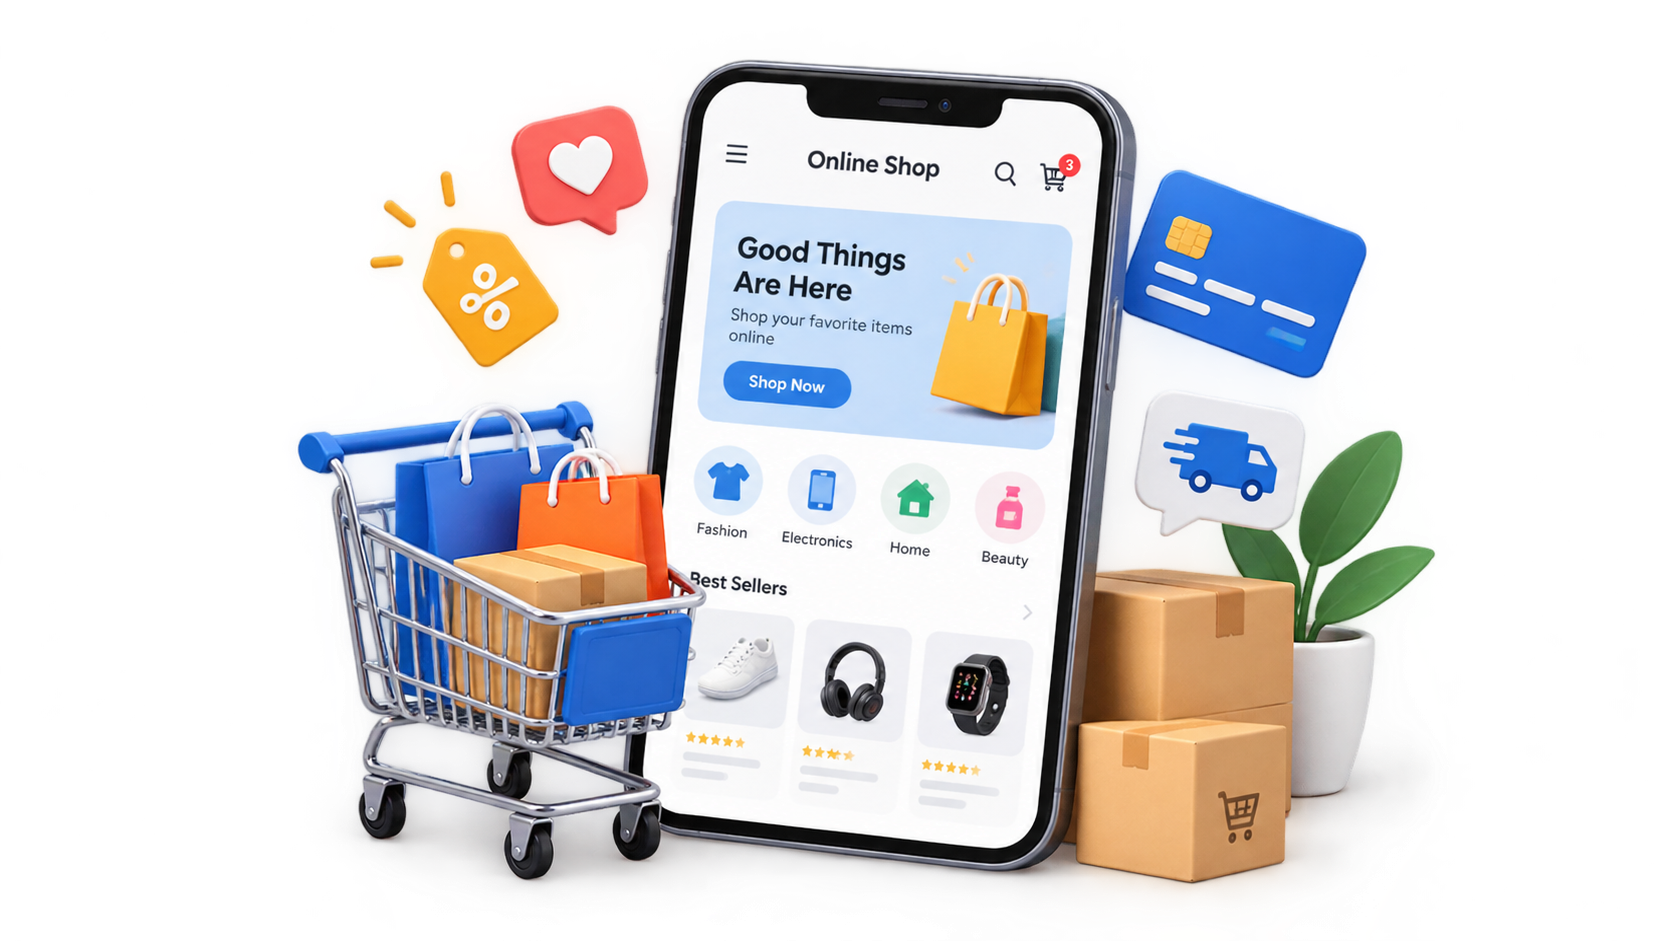 Online Shop
3
Good Things
Are Here
Shop your favorite items
online
Shop Now
%
Fashion
Electronics
Home
Beauty
Best Sellers